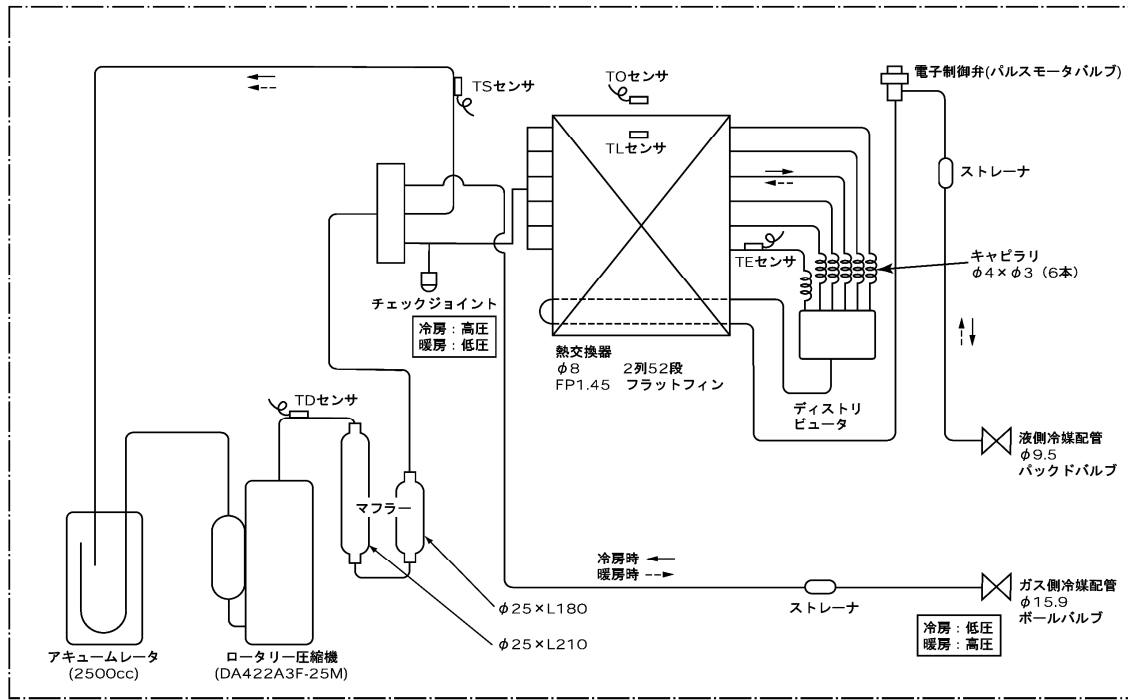 電子制御弁(パルスモータバルブ)
TOセンサ
TSセンサ
TLセンサ
ストレーナ
TEセンサ
キャピラリ
φ4×φ3（6本）
チェックジョイント
冷房：高圧
暖房：低圧
熱交換器
φ8 2列52段
FP1.45 フラットフィン
TDセンサ
ディストリ
ビュータ
液側冷媒配管
φ9.5
パックドバルブ
マフラー
冷房時
暖房時
ストレーナ
ガス側冷媒配管
φ15.9
ボールバルブ
φ25×L180
φ25×L210
冷房：低圧
暖房：高圧
アキュームレータ
(2500cc)
ロータリー圧縮機
(DA422A3F-25M)